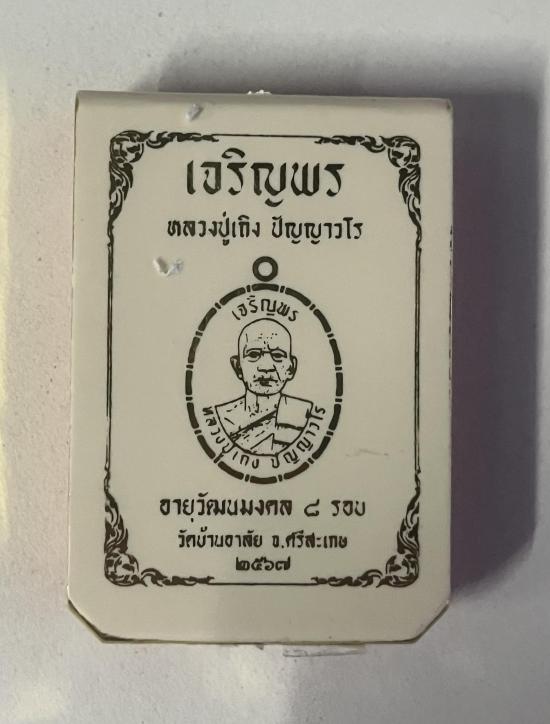 เจริญพร
หลวงปู่เถิง ปัญญาวโร
เจริญพร
หลวงปู่เถิง ปัญญาวโร
อายุวัฒนมงคล ๘ รอบ
วัดบ้านอาลัย จ.ศรีสะเกษ
๒๕๖๗